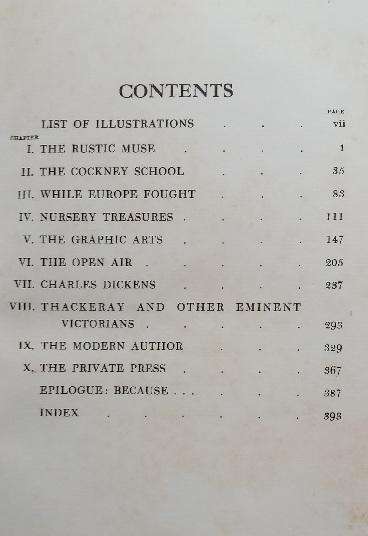 CONTENTS
PAGE
LIST OF ILLUSTRATIONS . . . vii
CHAPTER
I. THE RUSTIC MUSE . . . . 1
II. THE COCKNEY SCHOOL . . . 35
III. WHILE EUROPE FOUGHT . . . 83
IV. NURSERY TREASURES . . . . 111
V. THE GRAPHIC ARTS . . . . 147
VI. THE OPEN AIR . . . . 205
VII. CHARLES DICKENS . . . . 237
VIII. THACKERAY AND OTHER EMINENT
VICTORIANS . . . . . 293
IX. THE MODERN AUTHOR . . . 329
X. THE PRIVATE PRESS . . . . 367
EPILOGUE: BECAUSE . . . . . . 387
INDEX . . . . . . 393